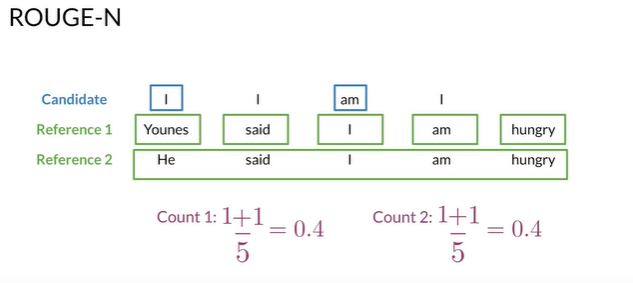 ROUGE-N
Candidate I I am I
Reference 1 Younes said I am hungry
Reference 2 He said I am hungry
Count 1: 1+1/5 = 0.4 Count 2: 1+1/5 = 0.4